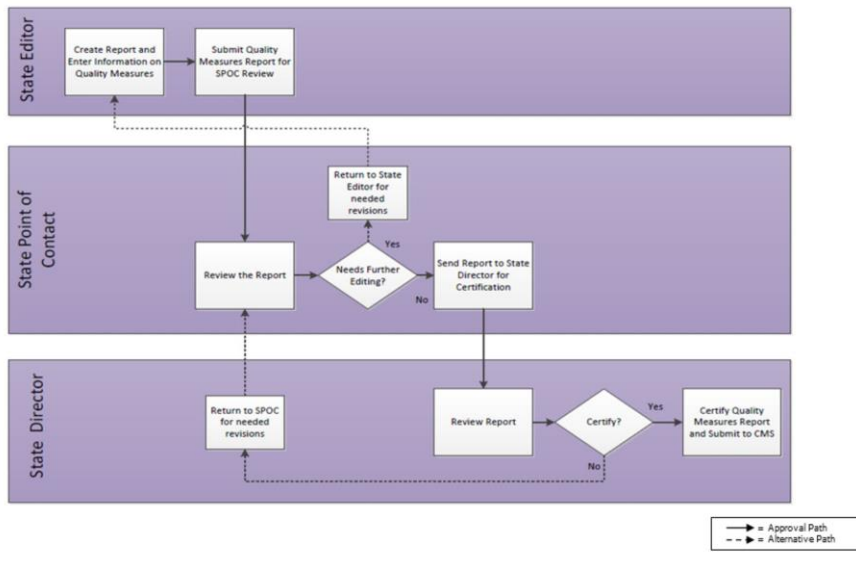 State Editor
Create Report and
Enter Information on
Quality Measures
Submit Quality
Measures Report for
SPOC Review
State Point of
Contact
Return to State
Editor for
needed
revisions
Yes
Review the Report
Needs Further
Editing?
No
Send Report to State
Director for
Certification
State Director
Return to SPOC
for needed
revisions
Review Report
Certify?
Yes
No
Certify Quality
Measures Report
and Submit to CMS
= Approval Path
= Alternative Path